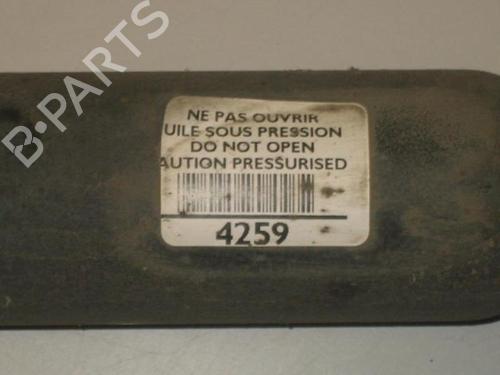 B-PARTS
NE PAS OUVRIR
UILE SOUS PRESSION
DO NOT OPEN
AUTION PRESSURISED
4259